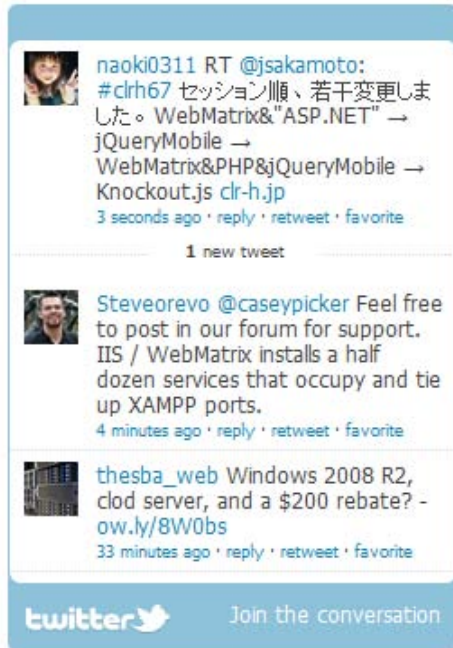 naoki0311 RT @jsakamoto:
#clrh67 セッション順、若干変更しま
した。WebMatrix&"ASP.NET" →
jQueryMobile →
WebMatrix&PHP&jQueryMobile →
Knockout.js clr-h.jp
3 seconds ago · reply · retweet · favorite
1 new tweet
Steveorevo @caseypicker Feel free
to post in our forum for support.
IIS / WebMatrix installs a half
dozen services that occupy and tie
up XAMPP ports.
4 minutes ago · reply · retweet · favorite
thesba_web Windows 2008 R2,
clod server, and a $200 rebate? -
ow.ly/8W0bs
33 minutes ago · reply · retweet · favorite
twitter Join the conversation